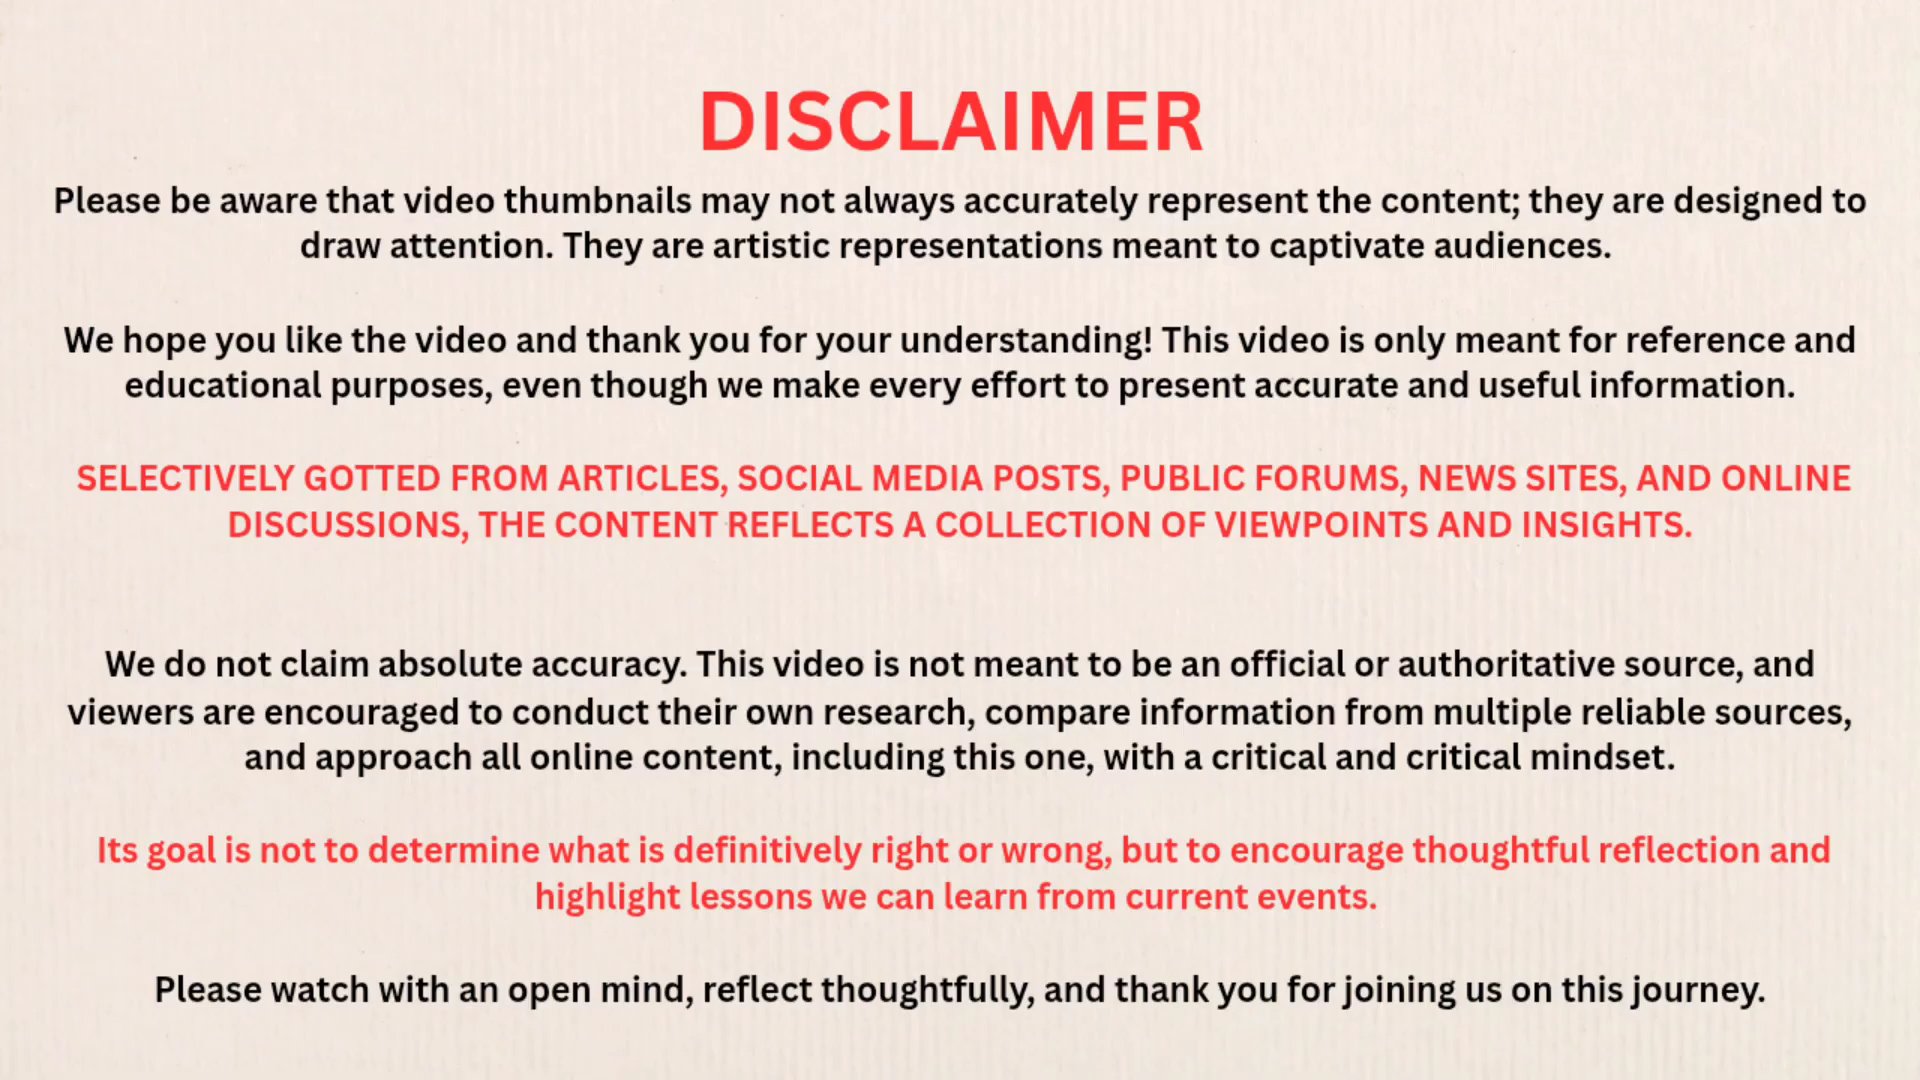 DISCLAIMER
Please be aware that video thumbnails may not always accurately represent the content; they are designed to
draw attention. They are artistic representations meant to captivate audiences.
We hope you like the video and thank you for your understanding! This video is only meant for reference and
educational purposes, even though we make every effort to present accurate and useful information.
SELECTIVELY GOTTED FROM ARTICLES, SOCIAL MEDIA POSTS, PUBLIC FORUMS, NEWS SITES, AND ONLINE
DISCUSSIONS, THE CONTENT REFLECTS A COLLECTION OF VIEWPOINTS AND INSIGHTS.
We do not claim absolute accuracy. This video is not meant to be an official or authoritative source, and
viewers are encouraged to conduct their own research, compare information from multiple reliable sources,
and approach all online content, including this one, with a critical and critical mindset.
Its goal is not to determine what is definitively right or wrong, but to encourage thoughtful reflection and
highlight lessons we can learn from current events.
Please watch with an open mind, reflect thoughtfully, and thank you for joining us on this journey.